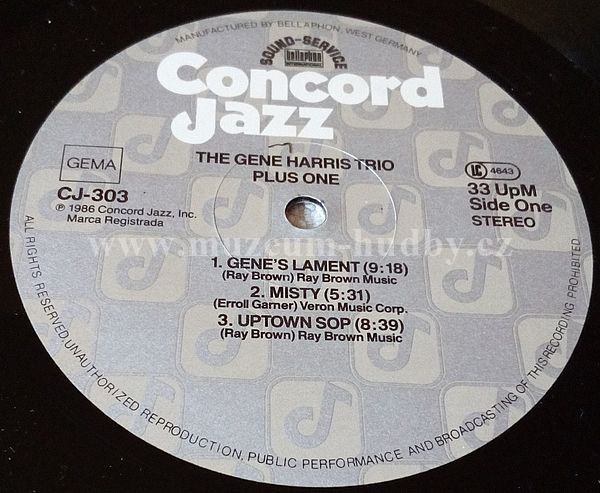 MANUFACTURED BY BELLAPHON, WEST GERMANY
SOUND-SERVICE
bellaphon
INTERNATIONAL
Concord
Jazz
THE GENE HARRIS TRIO
PLUS ONE
GEMA
CJ-303
℗ 1986 Concord Jazz, Inc.
Marca Registrada
LC 4643
33 UpM
Side One
STEREO
www.muzeum-hudby.cz
1. GENE'S LAMENT (9:18)
(Ray Brown) Ray Brown Music
2. MISTY (5:31)
(Erroll Garner) Veron Music Corp.
3. UPTOWN SOP (8:39)
(Ray Brown) Ray Brown Music
ALL RIGHTS RESERVED. UNAUTHORIZED REPRODUCTION, PUBLIC PERFORMANCE AND BROADCASTING OF THIS RECORDING PROHIBITED.